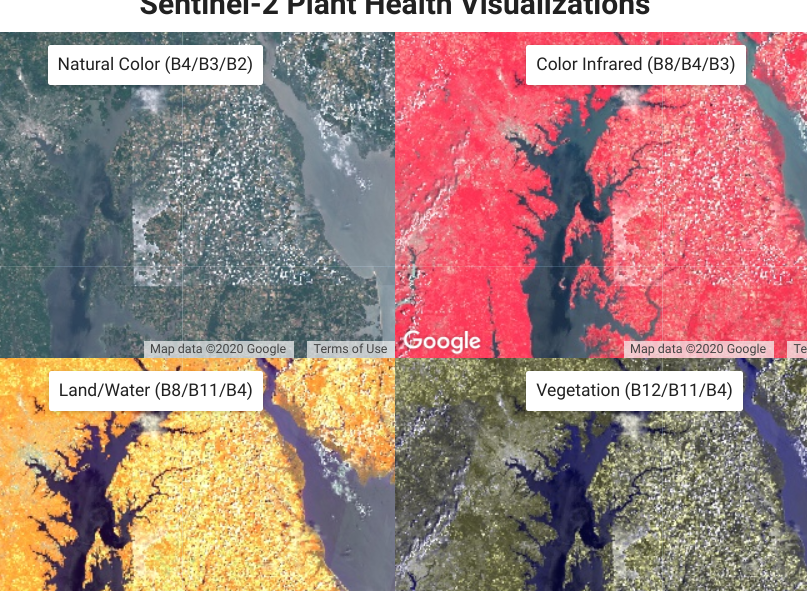 Sentinel-2 Plant Health Visualizations
Natural Color (B4/B3/B2)
Color Infrared (B8/B4/B3)
Map data ©2020 Google
Terms of Use
Google
Map data ©2020 Google
Te
Land/Water (B8/B11/B4)
Vegetation (B12/B11/B4)